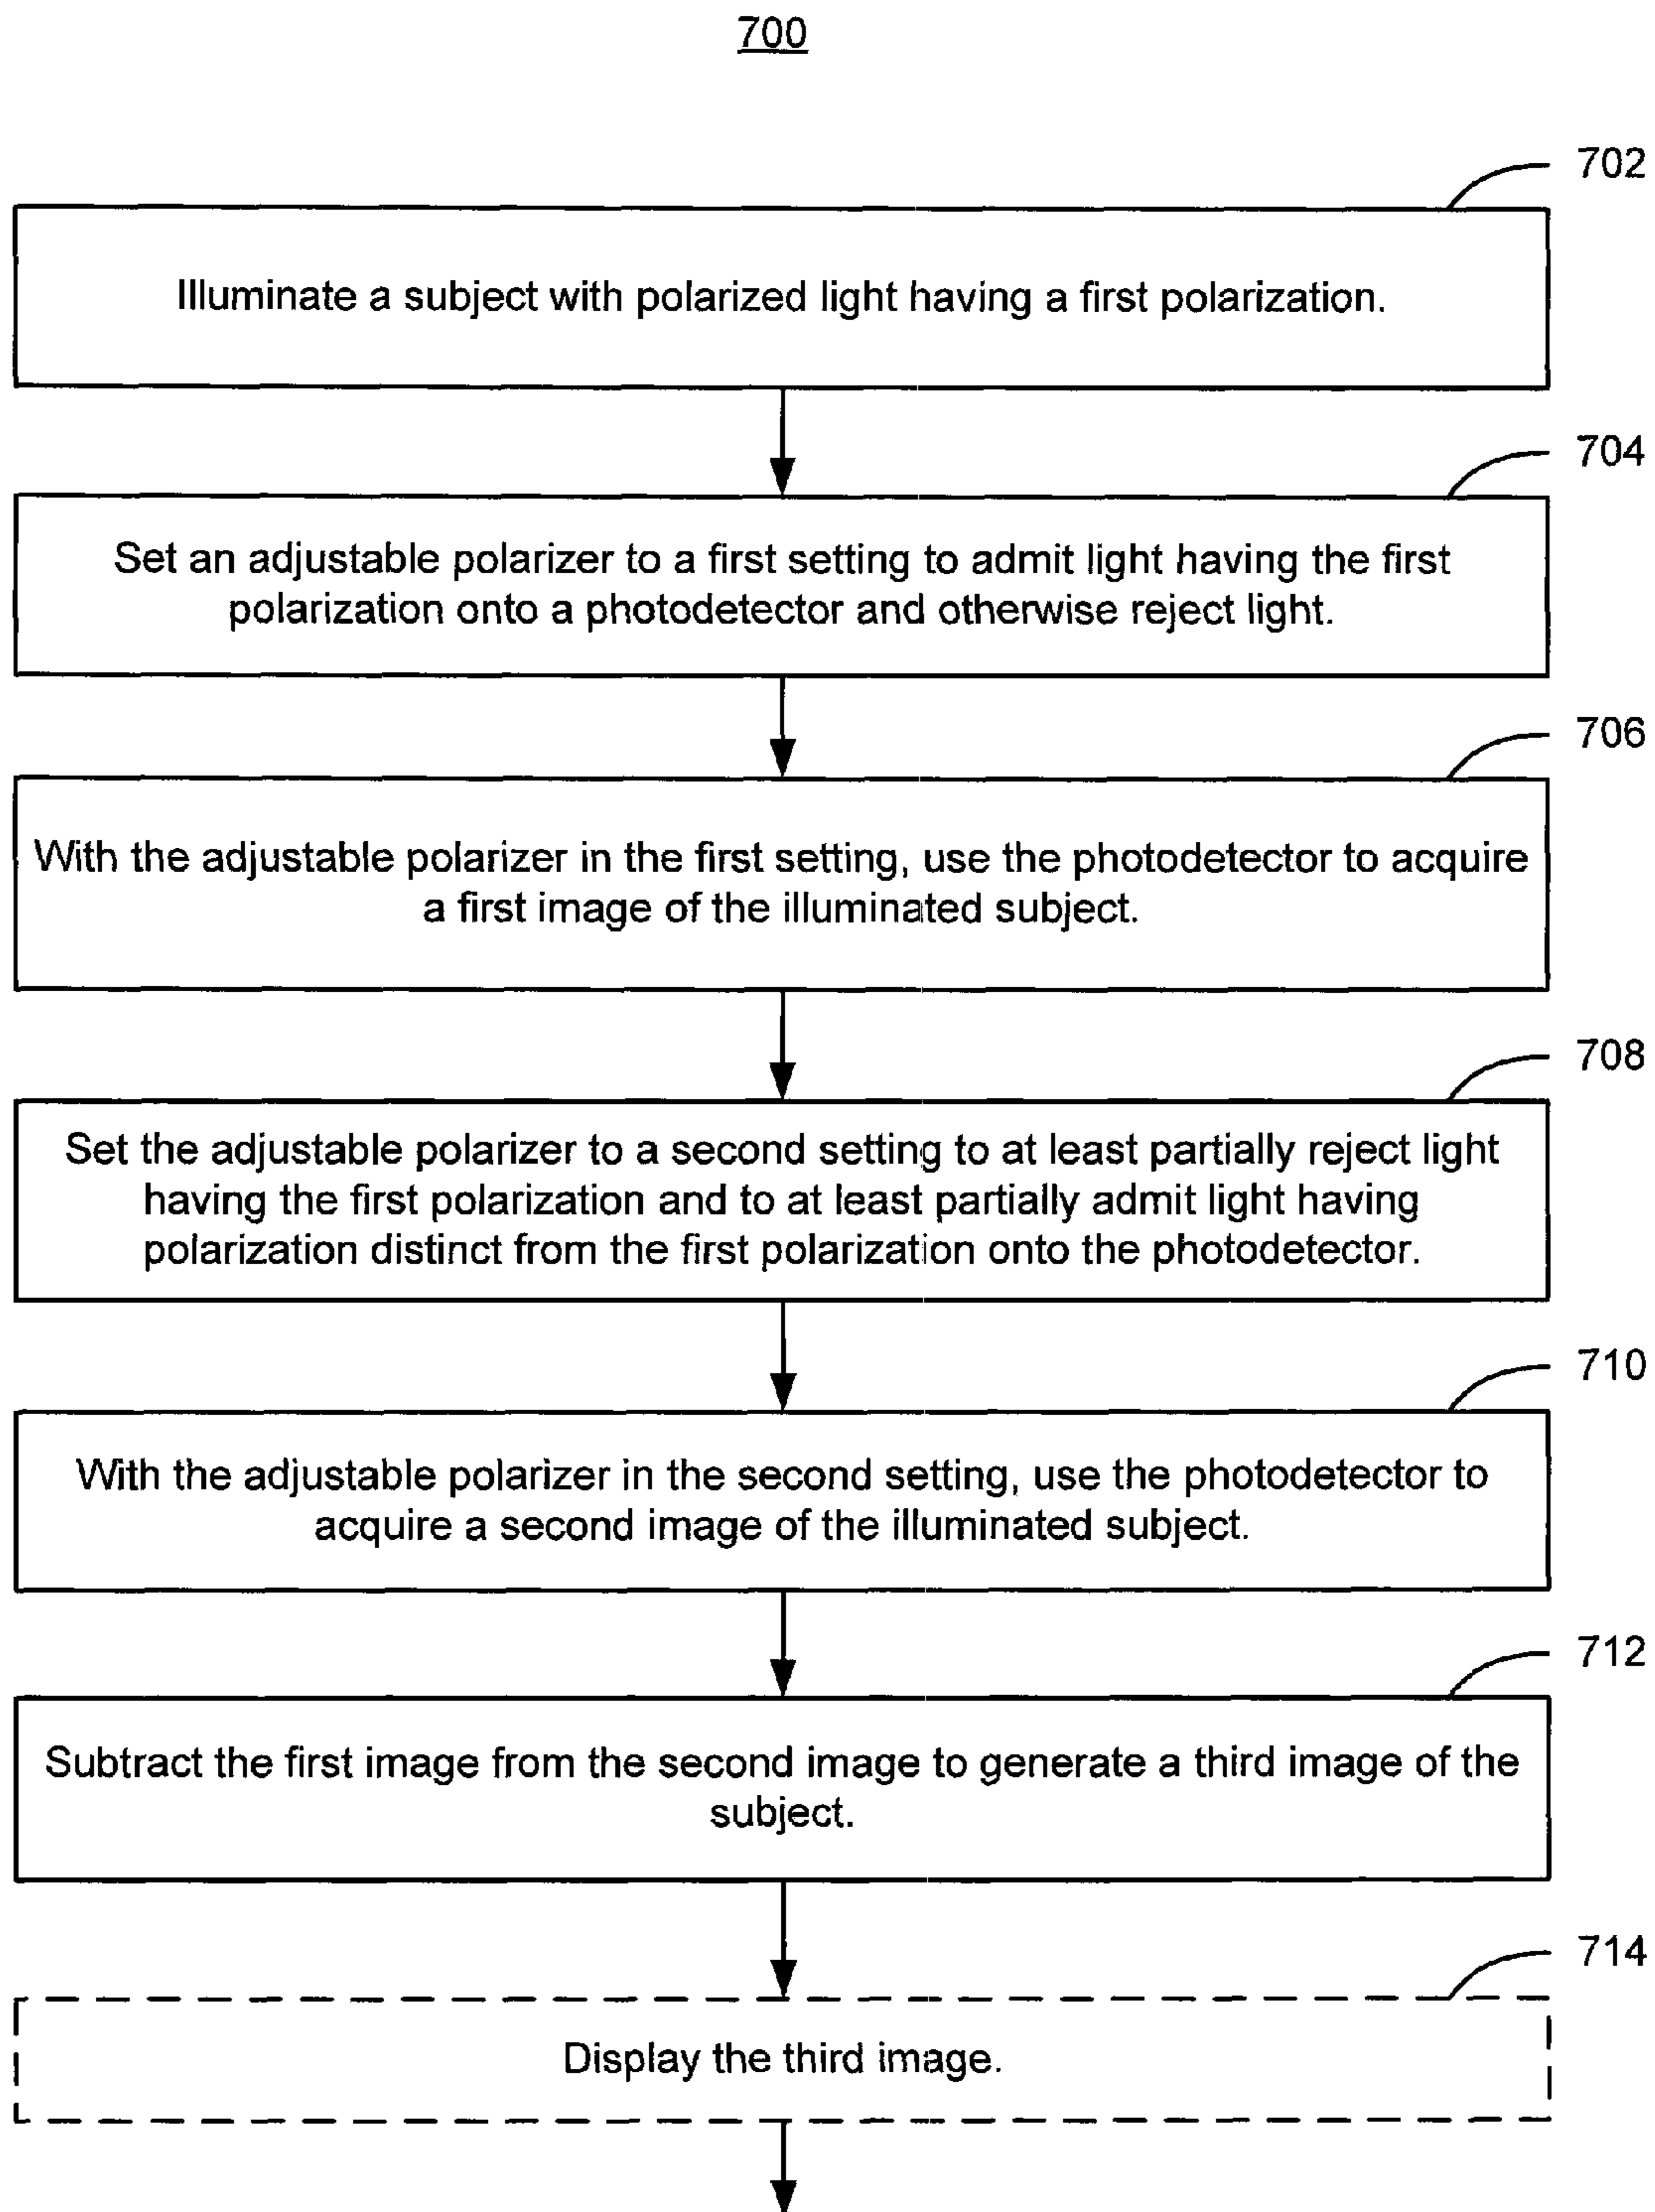 700
702
Illuminate a subject with polarized light having a first polarization.
704
Set an adjustable polarizer to a first setting to admit light having the first
polarization onto a photodetector and otherwise reject light.
706
With the adjustable polarizer in the first setting, use the photodetector to acquire
a first image of the illuminated subject.
708
Set the adjustable polarizer to a second setting to at least partially reject light
having the first polarization and to at least partially admit light having
polarization distinct from the first polarization onto the photodetector.
710
With the adjustable polarizer in the second setting, use the photodetector to
acquire a second image of the illuminated subject.
712
Subtract the first image from the second image to generate a third image of the
subject.
714
Display the third image.